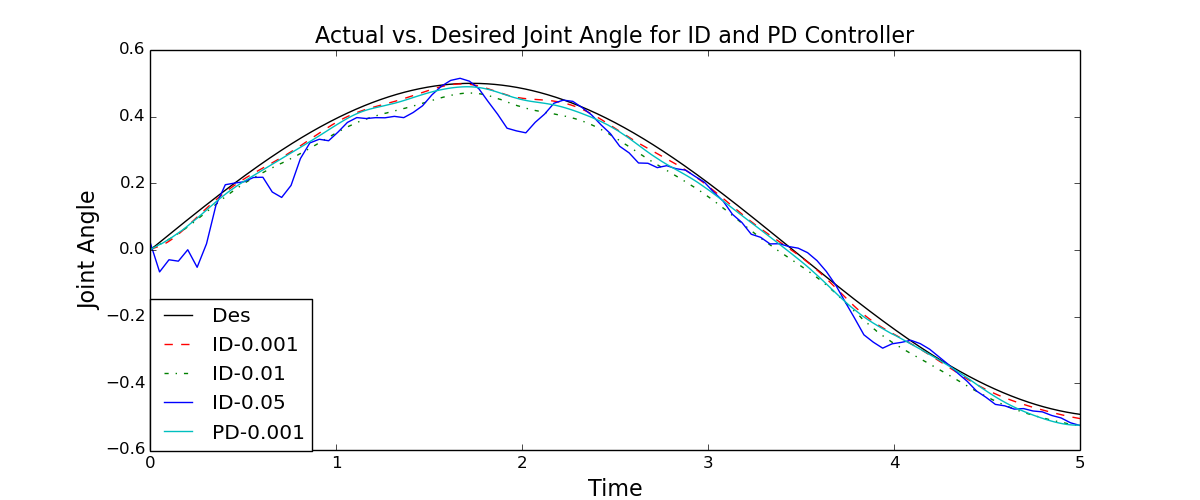 Actual vs. Desired Joint Angle for ID and PD Controller
0.6
0.4
0.2
0.0
−0.2
−0.4
−0.6
Joint Angle
Des
ID-0.001
ID-0.01
ID-0.05
PD-0.001
0 1 2 3 4 5
Time